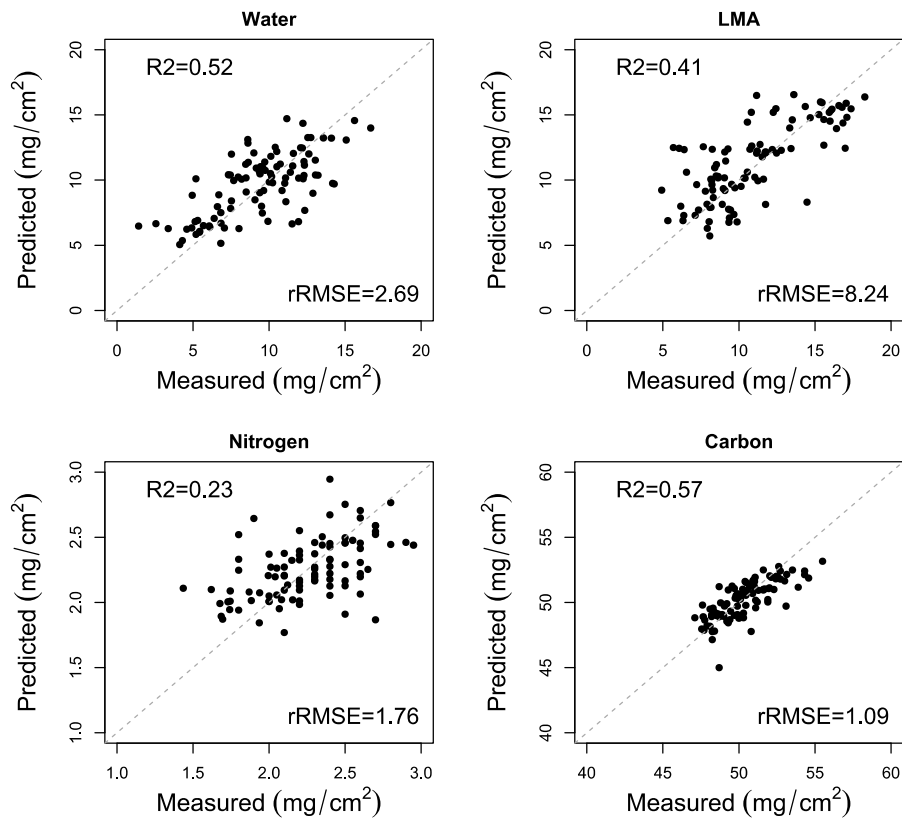 Water
R2=0.52
rRMSE=2.69
Predicted (mg/cm²)
0
5
10
15
20
0 5 10 15 20
Measured (mg/cm²)
LMA
R2=0.41
rRMSE=8.24
Predicted (mg/cm²)
0
5
10
15
20
0 5 10 15 20
Measured (mg/cm²)
Nitrogen
R2=0.23
rRMSE=1.76
Predicted (mg/cm²)
1.0
1.5
2.0
2.5
3.0
1.0 1.5 2.0 2.5 3.0
Measured (mg/cm²)
Carbon
R2=0.57
rRMSE=1.09
Predicted (mg/cm²)
40
45
50
55
60
40 45 50 55 60
Measured (mg/cm²)